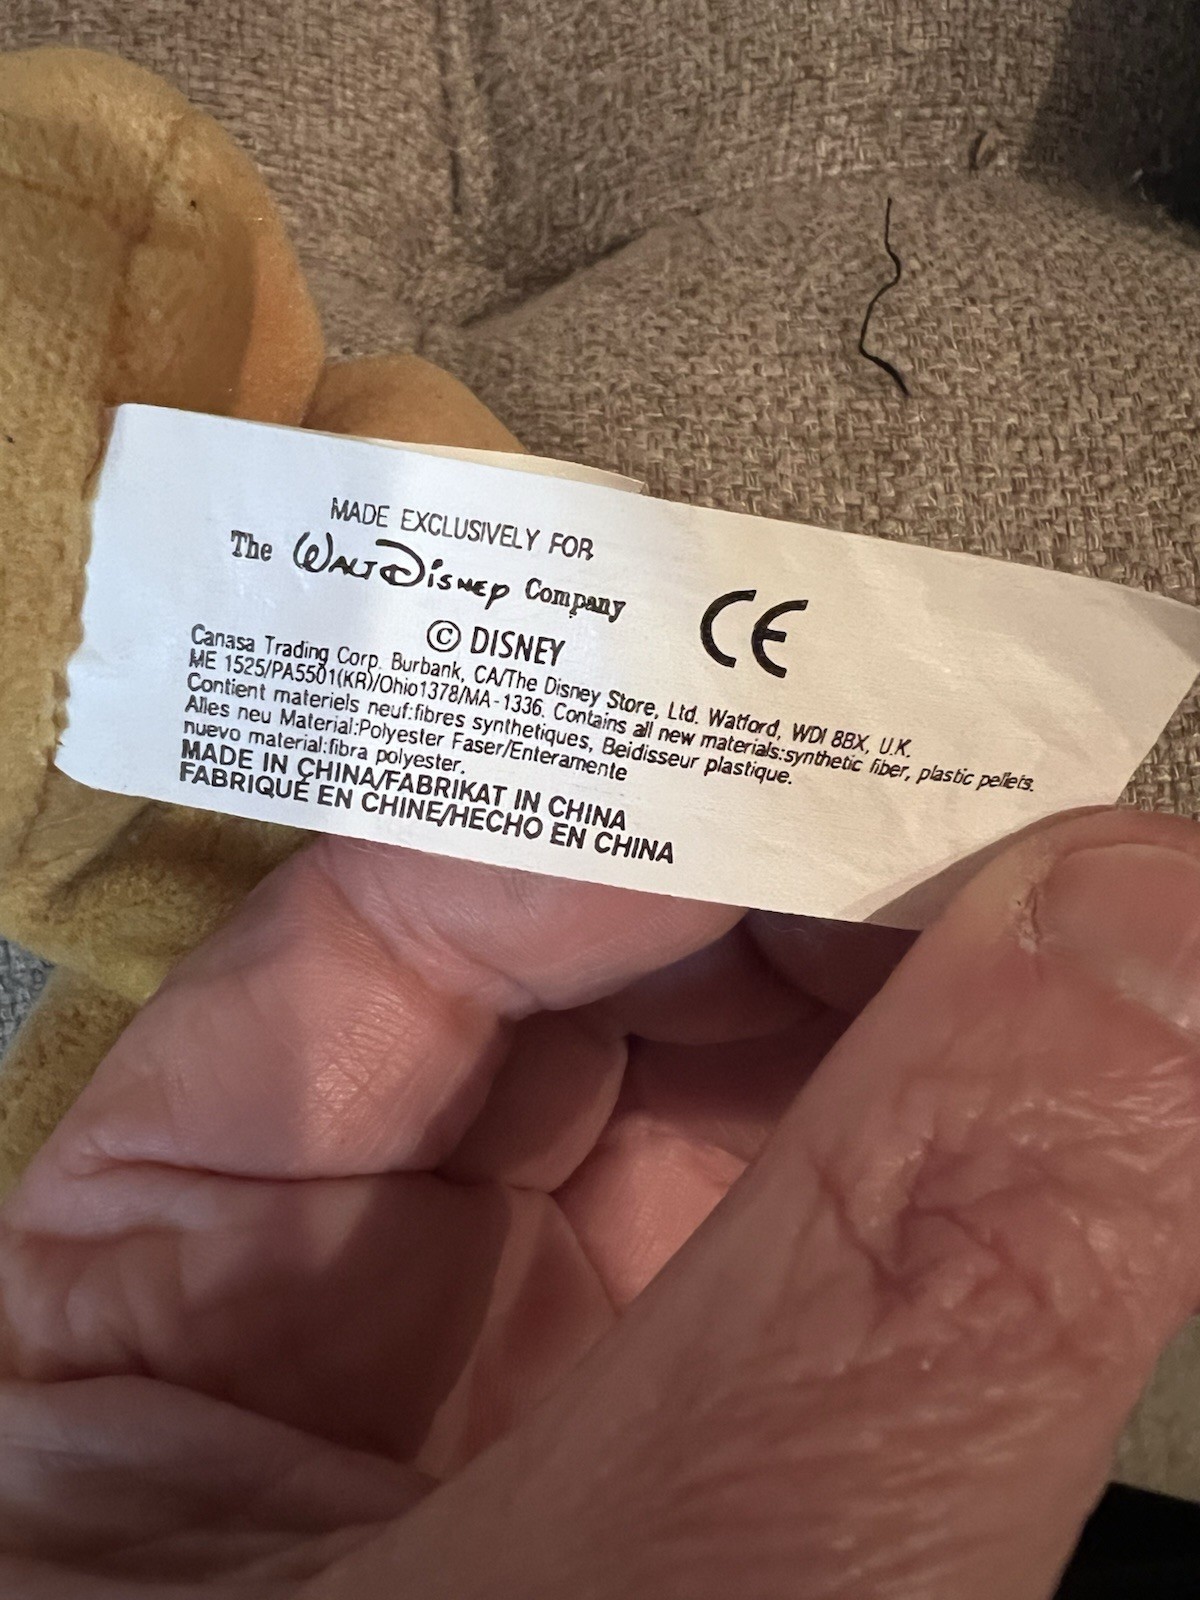 MADE EXCLUSIVELY FOR
The WALT DISNEY Company
CE
© DISNEY
Canasa Trading Corp. Burbank, CA/The Disney Store, Ltd. Watford, WDI 8BX, U.K.
ME 1525/PA5501(KR)/Ohio1378/MA-1336. Contains all new materials:synthetic fiber, plastic pellets.
Contient materiels neuf:fibres synthetiques, Beidisseur plastique.
Alles neu Material:Polyester Faser/Enteramente
nuevo material:fibra polyester.
MADE IN CHINA/FABRIKAT IN CHINA
FABRIQUÉ EN CHINE/HECHO EN CHINA